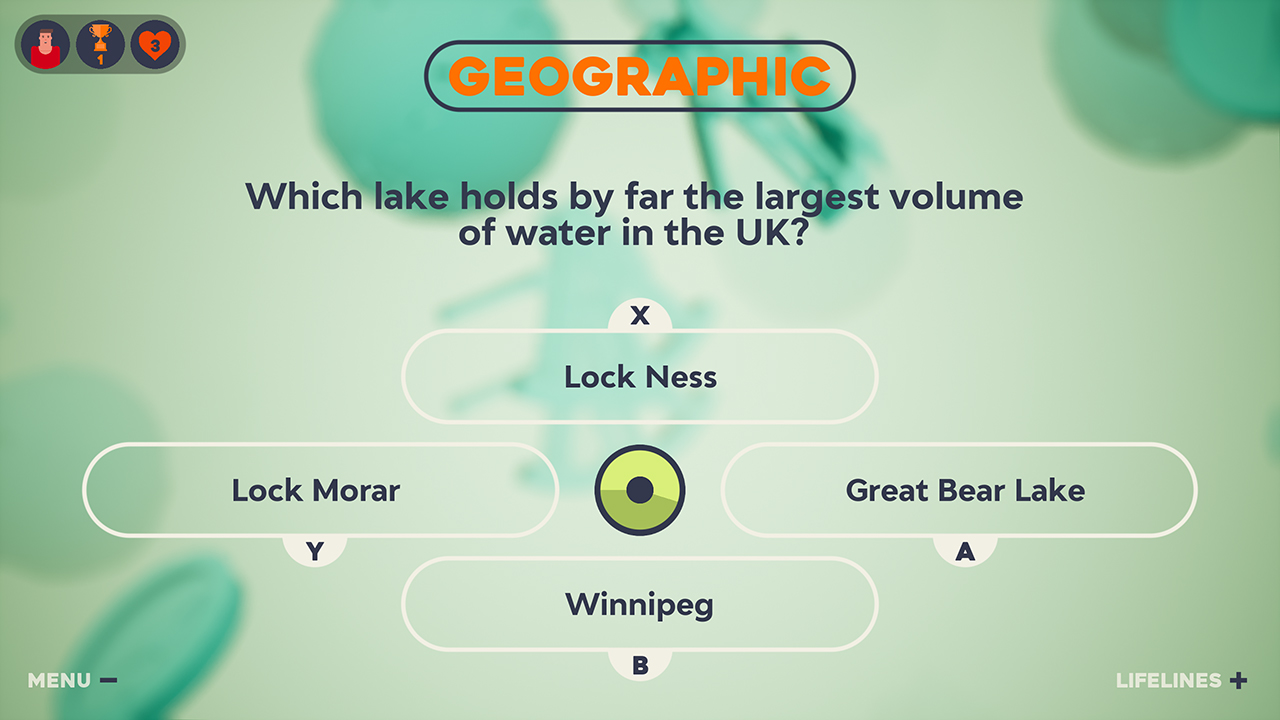 3
1
GEOGRAPHIC
Which lake holds by far the largest volume
of water in the UK?
X
Lock Ness
Lock Morar
Great Bear Lake
Y
A
Winnipeg
B
MENU –
LIFELINES +